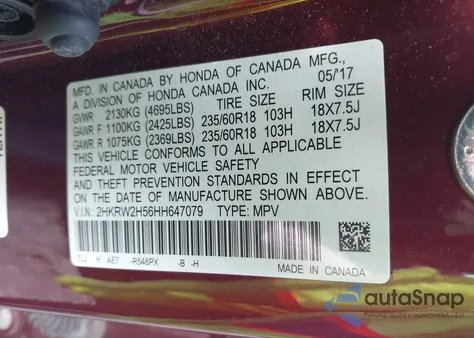 MFD. IN CANADA BY HONDA OF CANADA MFG.,
A DIVISION OF HONDA CANADA INC. 05/'17
GVWR 2130KG (4695LBS) TIRE SIZE RIM SIZE
GAWR F 1100KG (2425LBS) 235/60R18 103H 18X7.5J
GAWR R 1075KG (2369LBS) 235/60R18 103H 18X7.5J
THIS VEHICLE CONFORMS TO ALL APPLICABLE
FEDERAL MOTOR VEHICLE SAFETY
AND THEFT PREVENTION STANDARDS IN EFFECT
ON THE DATE OF MANUFACTURE SHOWN ABOVE.
V.I.N.: 2HKRW2H56HH647079 TYPE: MPV
TLJ H AE7 -R548PX -B -H
MADE IN CANADA
autoSnap